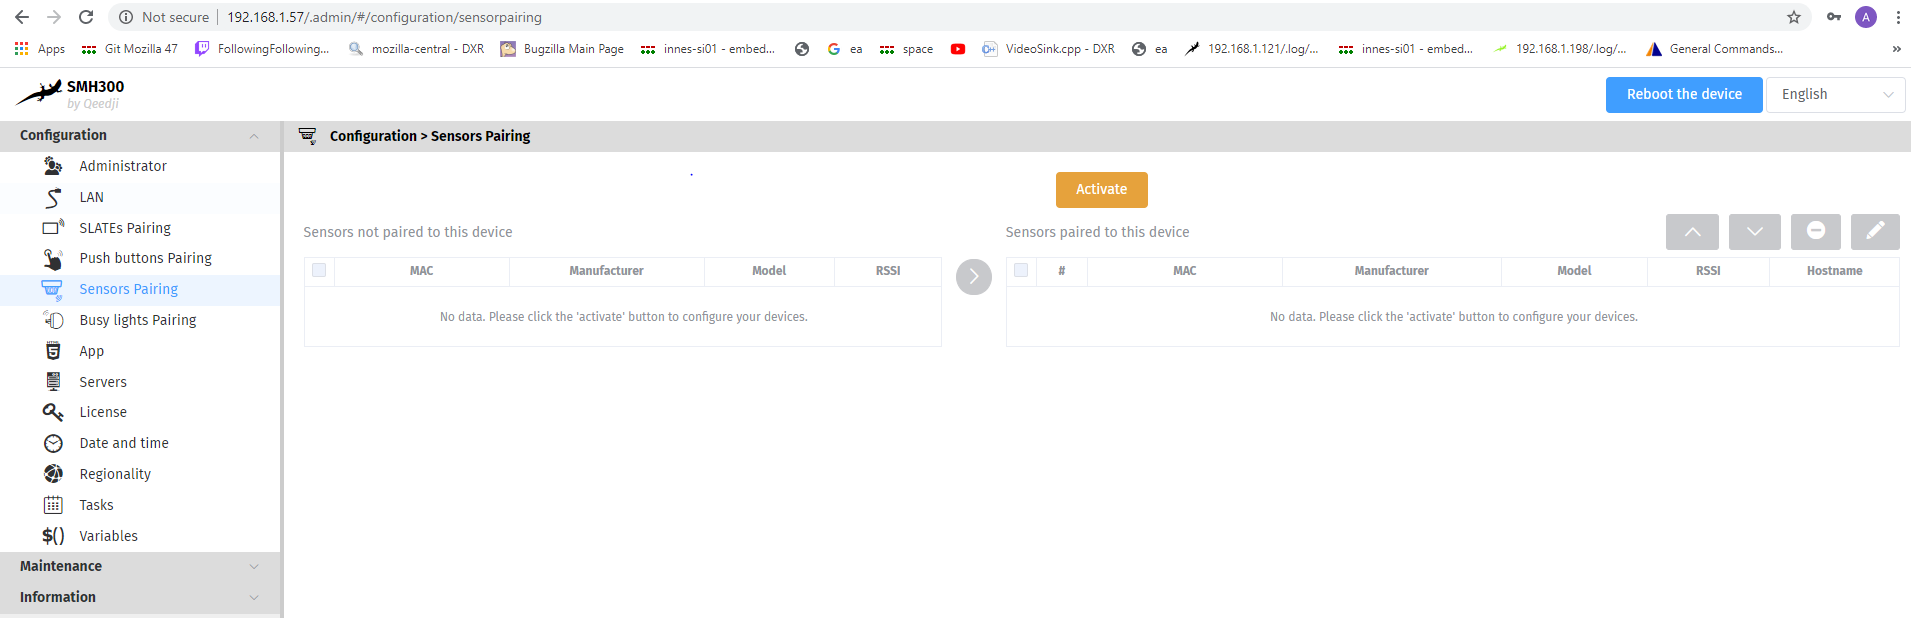 Not secure 192.168.1.57/.admin/#/configuration/sensorpairing A
Apps Git Mozilla 47 FollowingFollowing... mozilla-central - DXR Bugzilla Main Page innes-si01 - embed... ea space VideoSink.cpp - DXR ea 192.168.1.121/.log/... innes-si01 - embed... 192.168.1.198/.log/... General Commands... »
SMH300
by Qeedji
Reboot the device English
Configuration
Administrator
LAN
SLATEs Pairing
Push buttons Pairing
Sensors Pairing
Busy lights Pairing
App
Servers
License
Date and time
Regionality
Tasks
$() Variables
Maintenance
Information
Configuration > Sensors Pairing
Activate
Sensors not paired to this device
MAC Manufacturer Model RSSI
No data. Please click the 'activate' button to configure your devices.
Sensors paired to this device
# MAC Manufacturer Model RSSI Hostname
No data. Please click the 'activate' button to configure your devices.